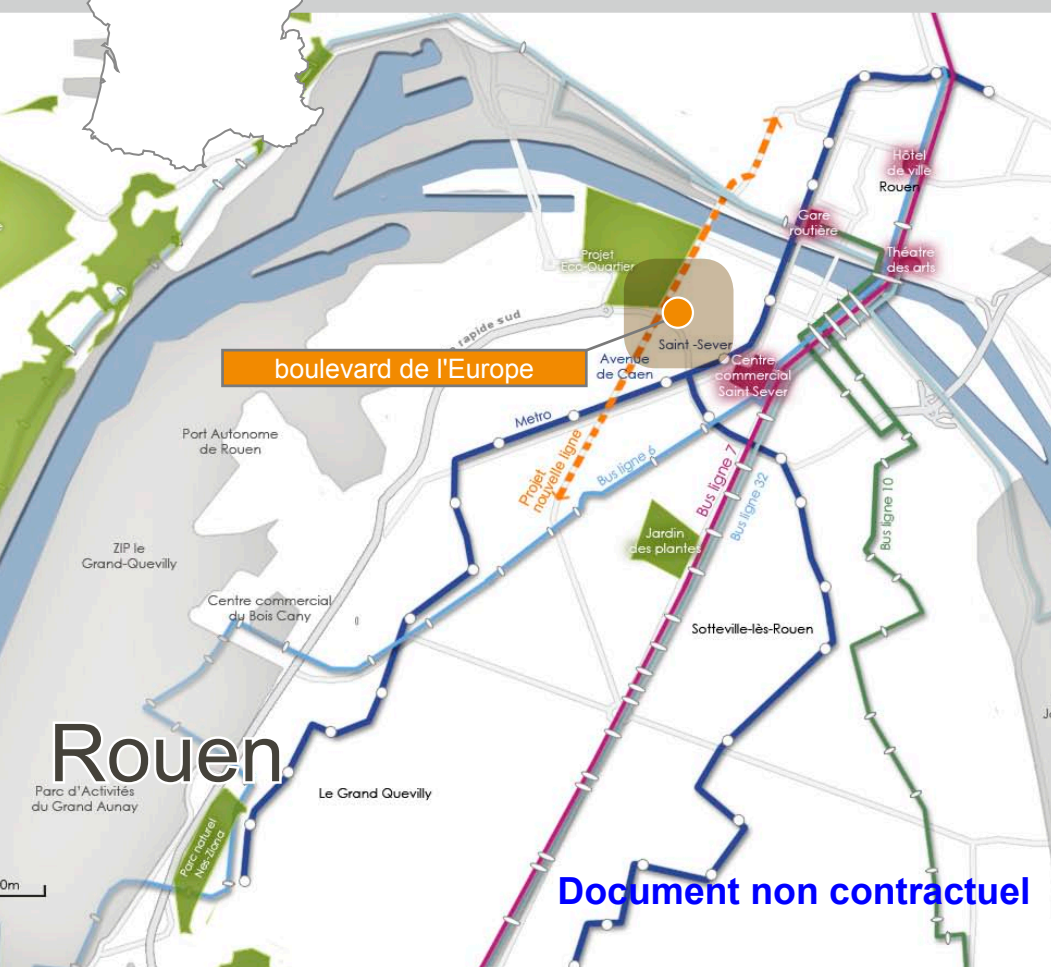 Hôtel
de ville
Rouen
Gare
routière
Théatre
des arts
Projet
Eco-Quartier
rapide sud
boulevard de l'Europe
Saint -Sever
Avenue
de Caen
Centre
commercial
Saint Sever
Metro
Port Autonome
de Rouen
Projet
nouvelle ligne
Bus ligne 6
Bus ligne 7
Bus ligne 32
Bus ligne 10
Jardin
des plantes
ZIP le
Grand-Quevilly
Centre commercial
du Bois Cany
Sotteville-lès-Rouen
Rouen
Parc d'Activités
du Grand Aunay
Le Grand Quevilly
Parc naturel
Nes-Ziona
0m
Document non contractuel